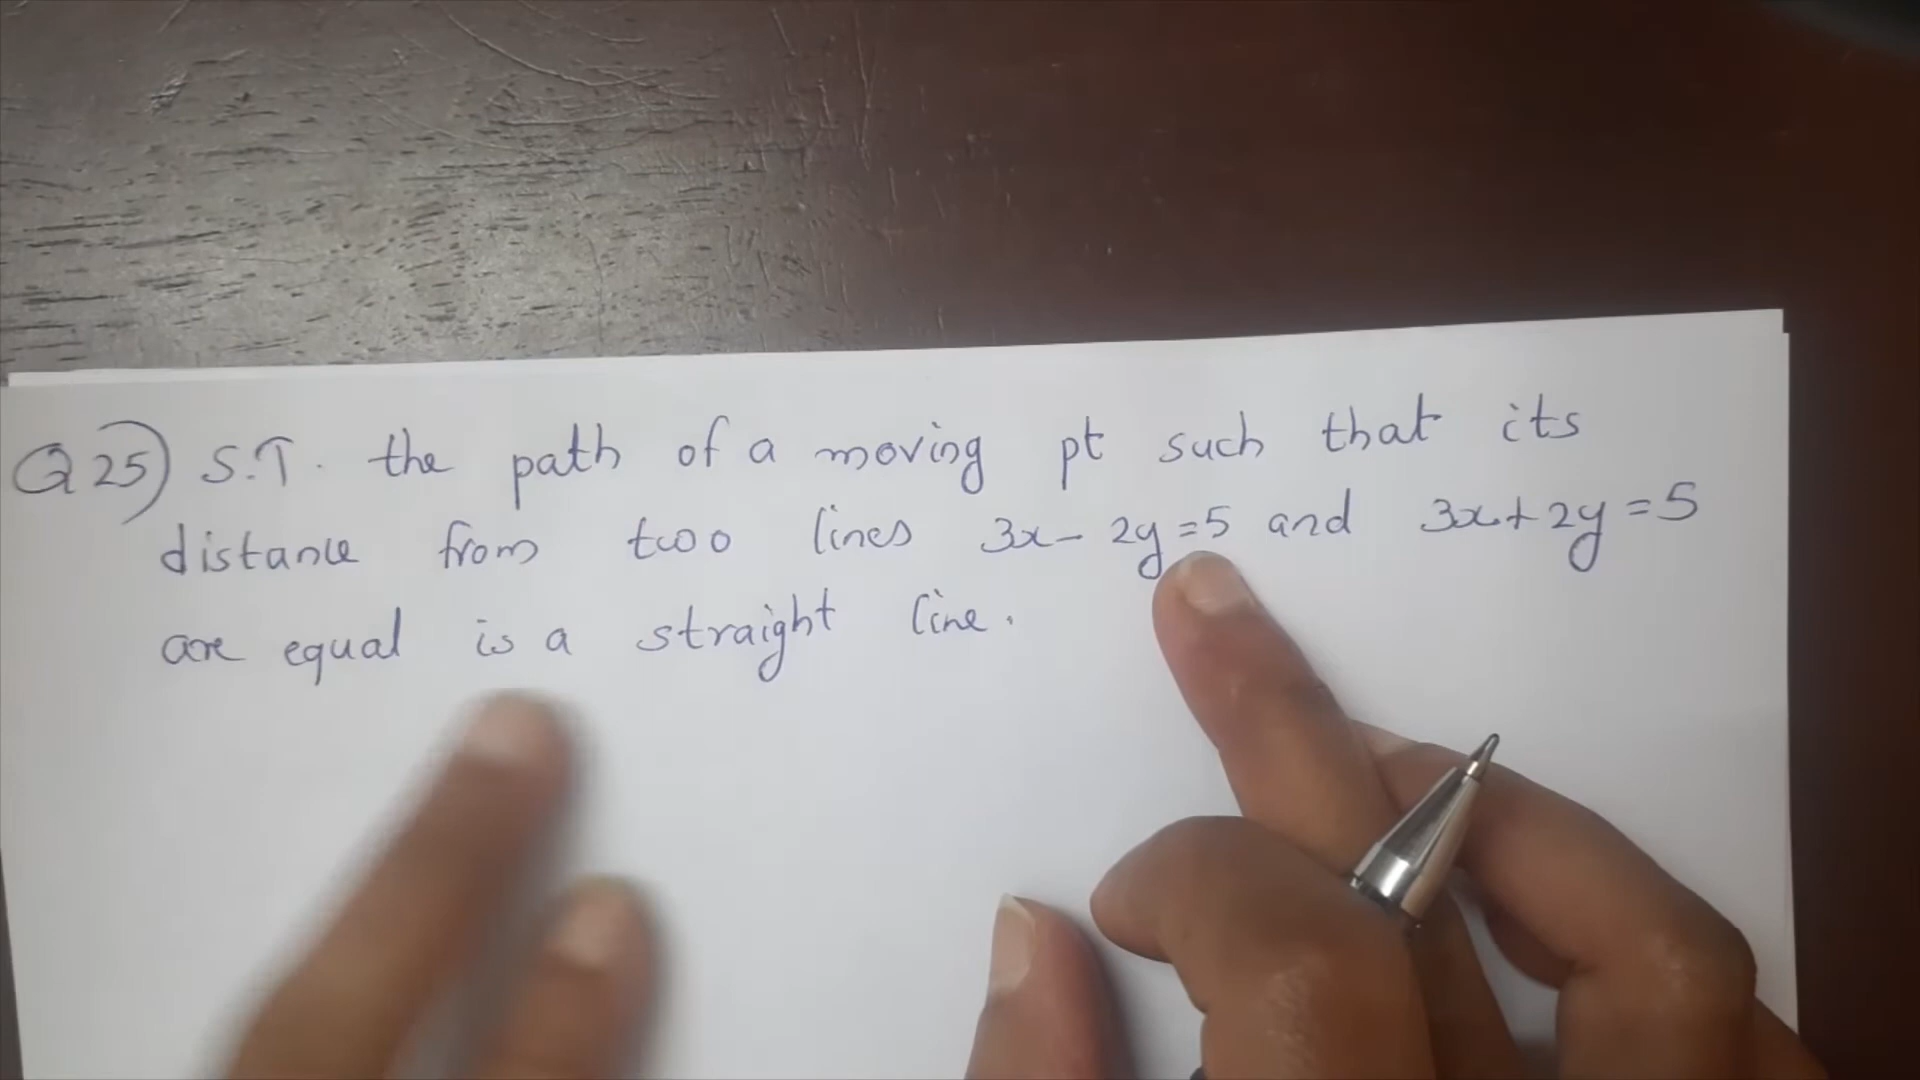 Q25) S.T. the path of a moving pt such that its
distance from two lines 3x - 2y = 5 and 3x + 2y = 5
are equal is a straight line.